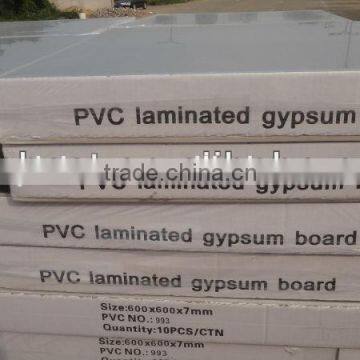 PVC laminated gypsum
trade.china.cn
PVC laminated gypsum
PVC laminated gypsum board
PVC laminated gypsum board
Size:600x600x7mm
PVC NO.: 993
Quantity:10PCS/CTN
Size:600x600x7mm
PVC NO.: 993